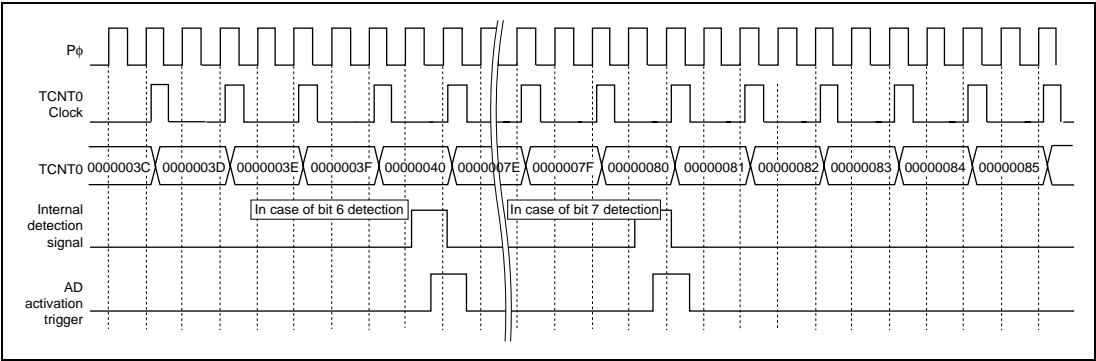 Pϕ
TCNT0
Clock
TCNT0 0000003C 0000003D 0000003E 0000003F 00000040 0000007E 0000007F 00000080 00000081 00000082 00000083 00000084 00000085
Internal
detection
signal
In case of bit 6 detection
In case of bit 7 detection
AD
activation
trigger